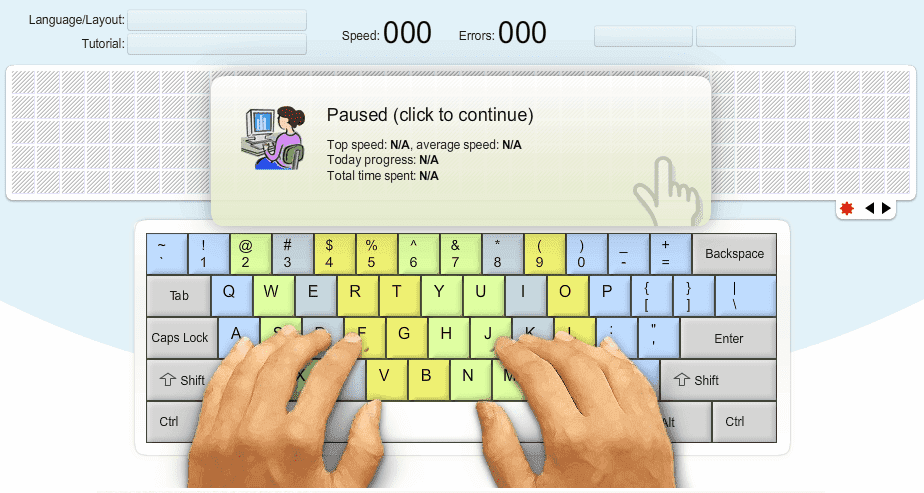 Language/Layout:
Tutorial:
Speed: 000 Errors: 000
Paused (click to continue)
Top speed: N/A, average speed: N/A
Today progress: N/A
Total time spent: N/A
~ ! @ # $ % ^ & * ( ) _ +
` 1 2 3 4 5 6 7 8 9 0 - = Backspace
Tab Q W E R T Y U I O P { [ } ] | \
Caps Lock A S D F G H J K L : " ' Enter
Shift X V B N M Shift
Ctrl Alt Ctrl